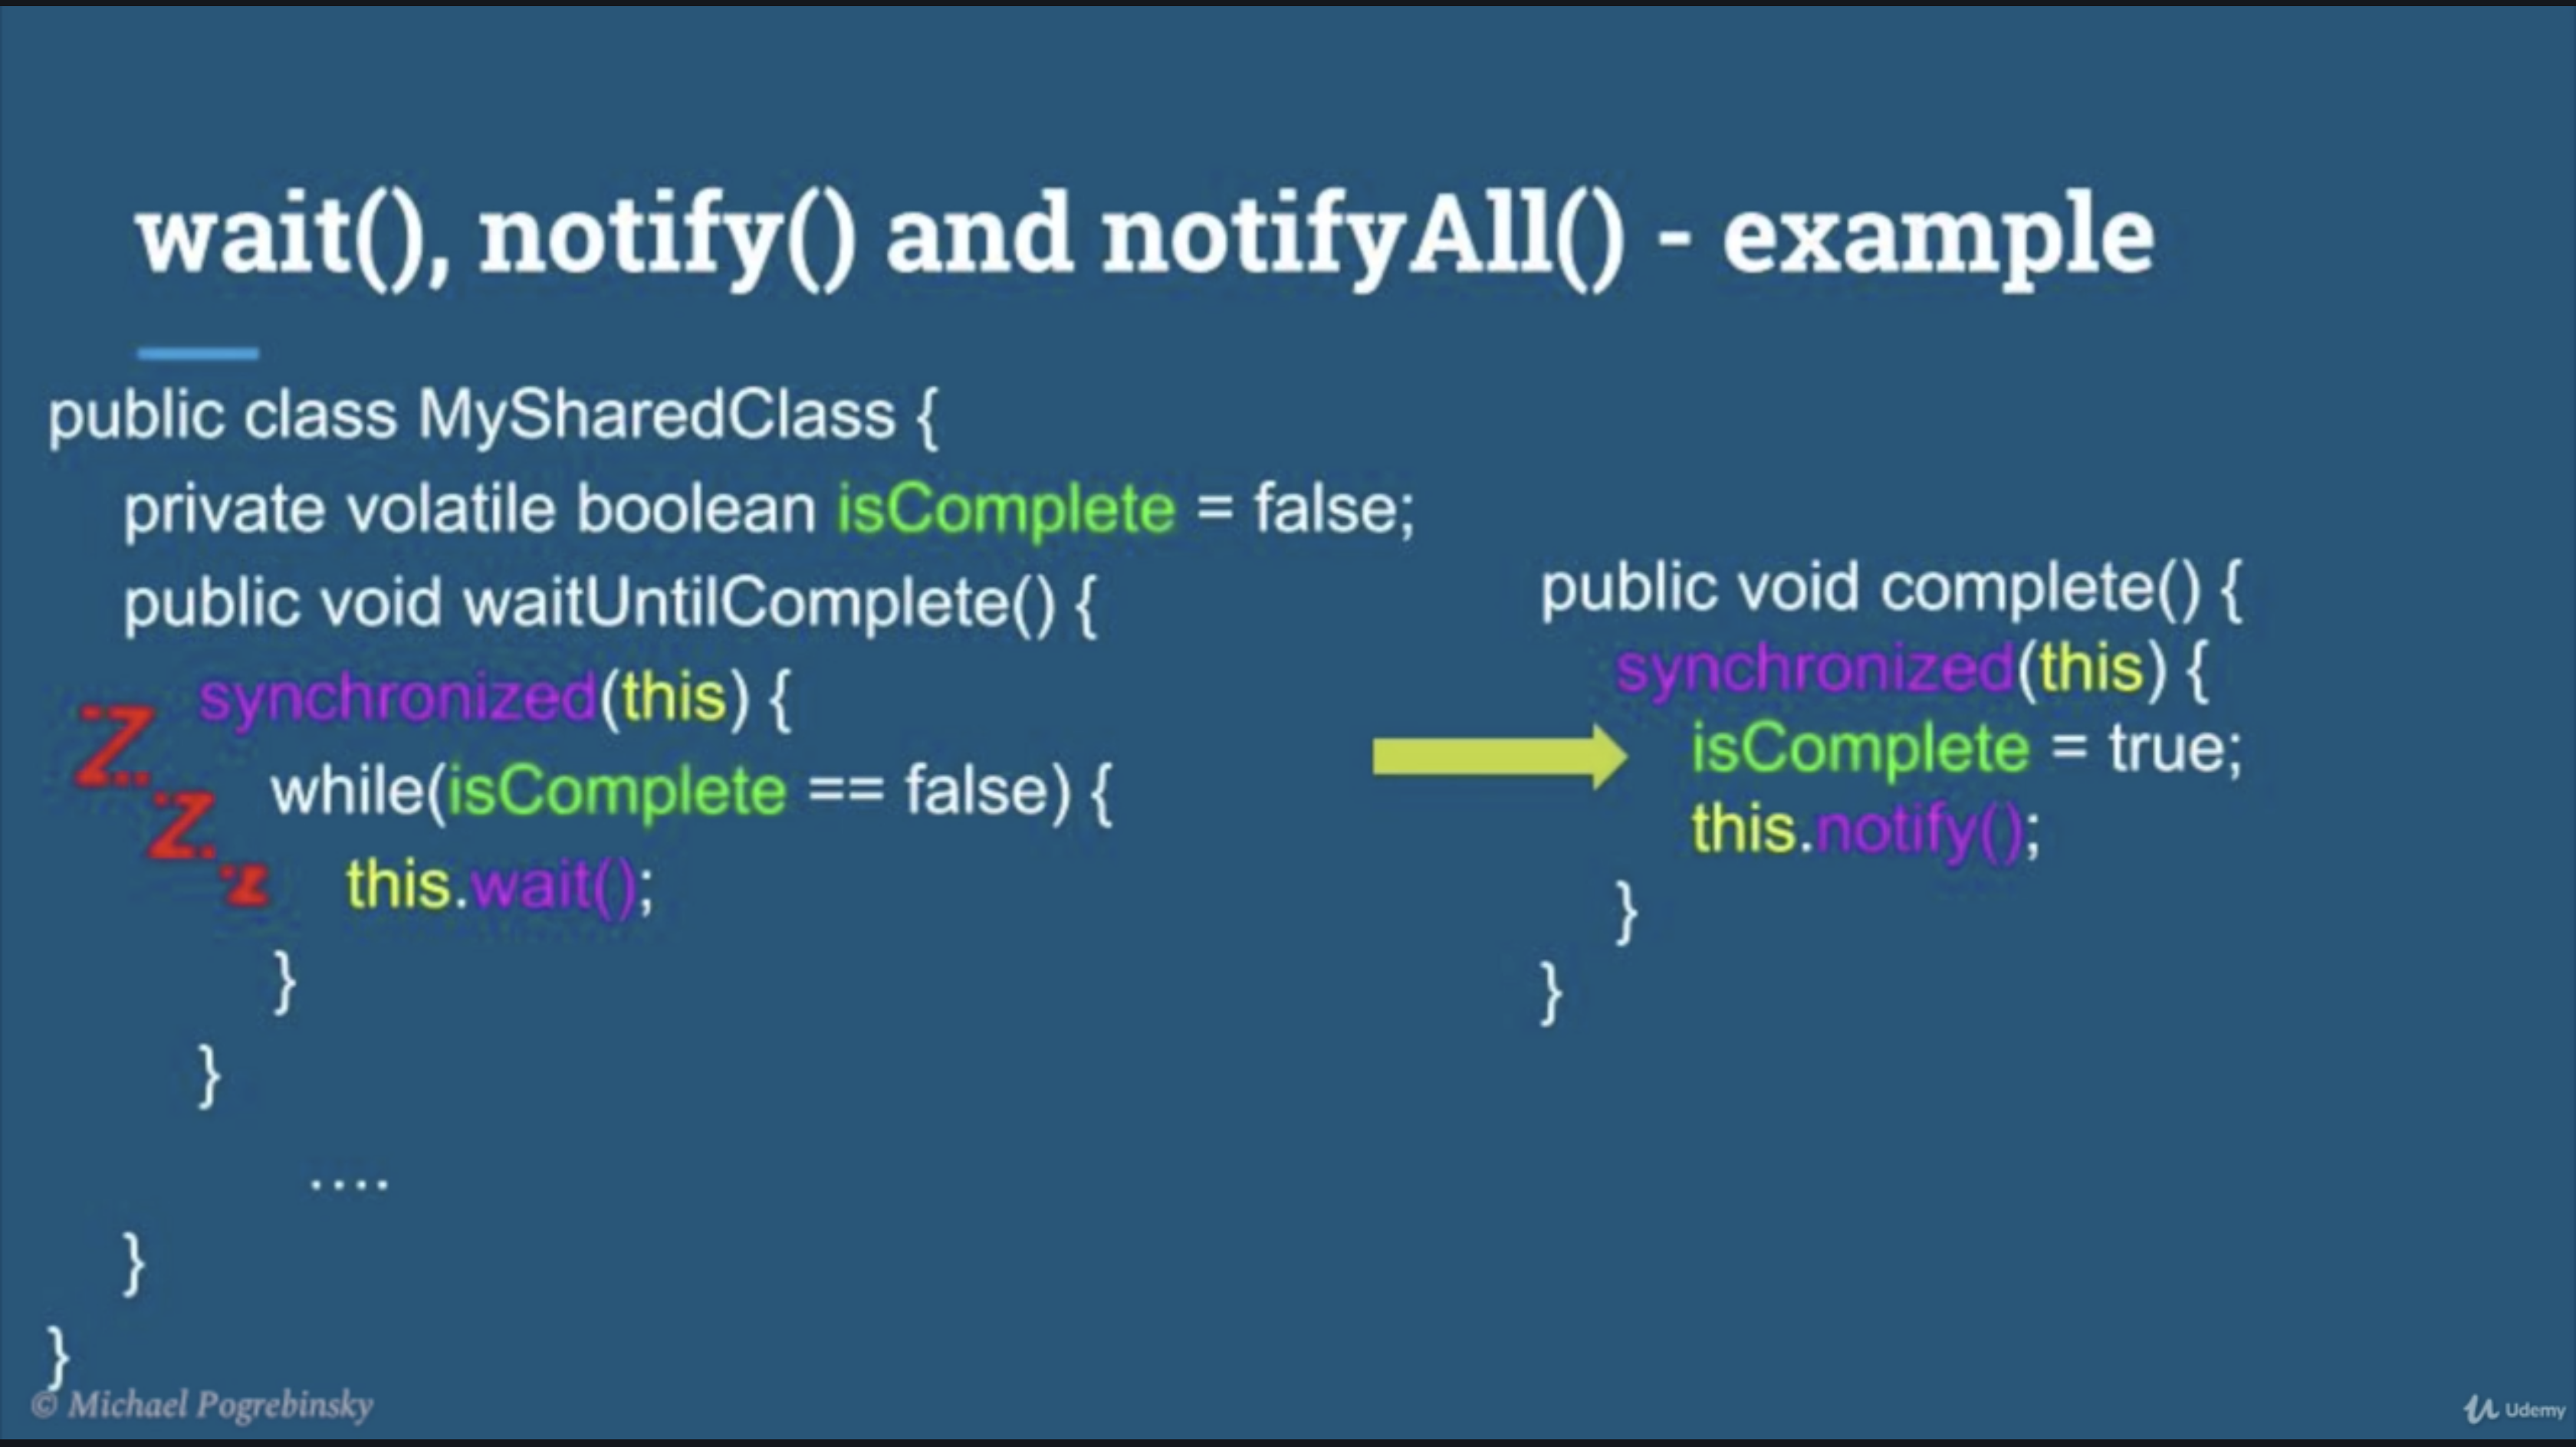 wait(), notify() and notifyAll() - example
public class MySharedClass {
private volatile boolean isComplete = false;
public void waitUntilComplete() {
synchronized(this) {
while(isComplete == false) {
this.wait();
}
}
....
}
}
Z..
Z.
z
public void complete() {
synchronized(this) {
isComplete = true;
this.notify();
}
}
© Michael Pogrebinsky
Udemy